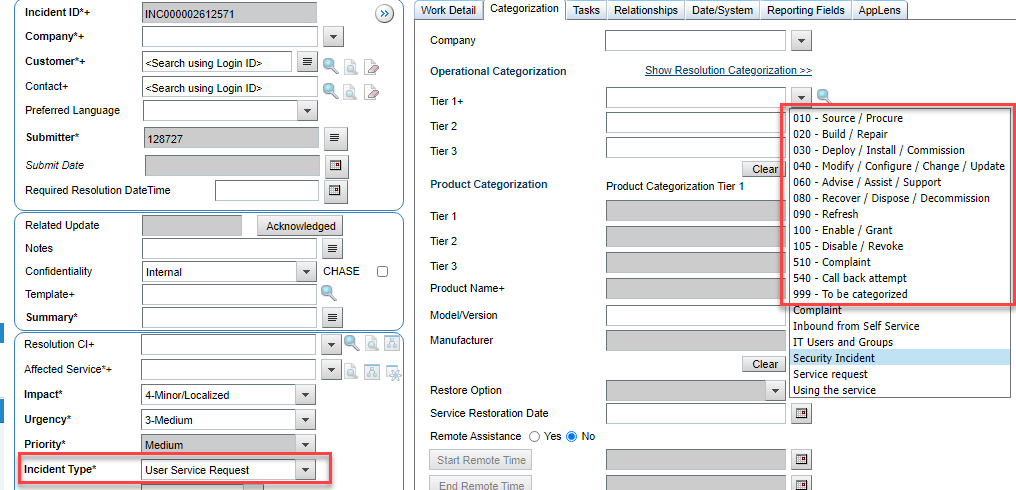 Incident ID*+
INC000002612571
Company*+
Customer*+
<Search using Login ID>
Contact+
<Search using Login ID>
Preferred Language
Submitter*
128727
Submit Date
Required Resolution DateTime
Related Update
Acknowledged
Notes
Confidentiality
Internal
CHASE
Template+
Summary*
Resolution CI+
Affected Service*+
Impact*
4-Minor/Localized
Urgency*
3-Medium
Priority*
Medium
Incident Type*
User Service Request
Work Detail
Categorization
Tasks
Relationships
Date/System
Reporting Fields
AppLens
Company
Operational Categorization
Show Resolution Categorization >>
Tier 1+
Tier 2
Tier 3
Clear
Product Categorization
Product Categorization Tier 1
Tier 1
Tier 2
Tier 3
Product Name+
Model/Version
Manufacturer
Clear
Restore Option
Service Restoration Date
Remote Assistance
Yes
No
Start Remote Time
End Remote Time
010 - Source / Procure
020 - Build / Repair
030 - Deploy / Install / Commission
040 - Modify / Configure / Change / Update
060 - Advise / Assist / Support
080 - Recover / Dispose / Decommission
090 - Refresh
100 - Enable / Grant
105 - Disable / Revoke
510 - Complaint
540 - Call back attempt
999 - To be categorized
Complaint
Inbound from Self Service
IT Users and Groups
Security Incident
Service request
Using the service